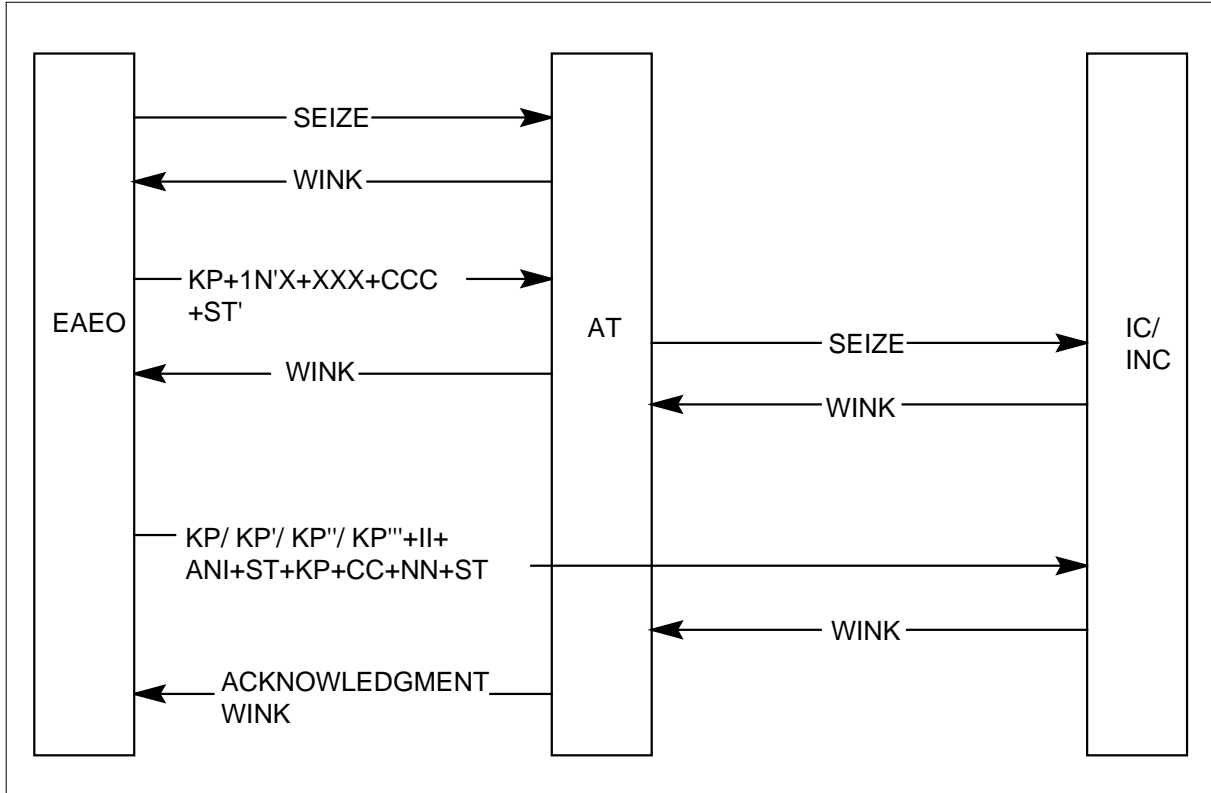 SEIZE
WINK
KP+1N'X+XXX+CCC
+ST'
EAEO
AT
IC/
INC
SEIZE
WINK
WINK
KP/ KP'/ KP''/ KP'''+II+
ANI+ST+KP+CC+NN+ST
WINK
ACKNOWLEDGMENT
WINK